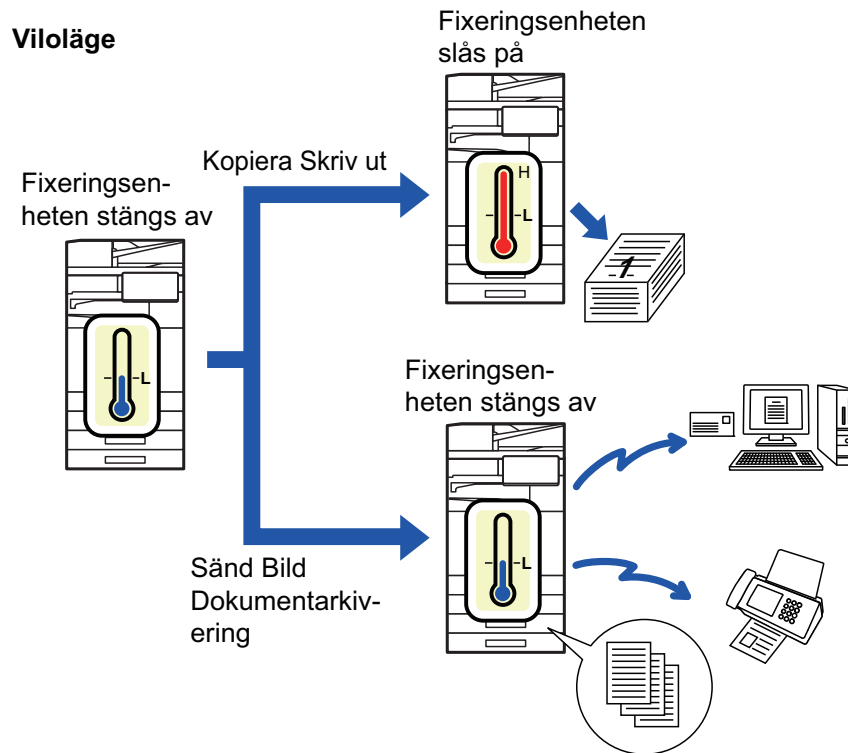 Viloläge
Fixeringsenheten
slås på
Kopiera Skriv ut
H
L
1
Fixeringsen-
heten stängs av
L
Fixeringsen-
heten stängs av
L
Sänd Bild
Dokumentarkiv-
ering